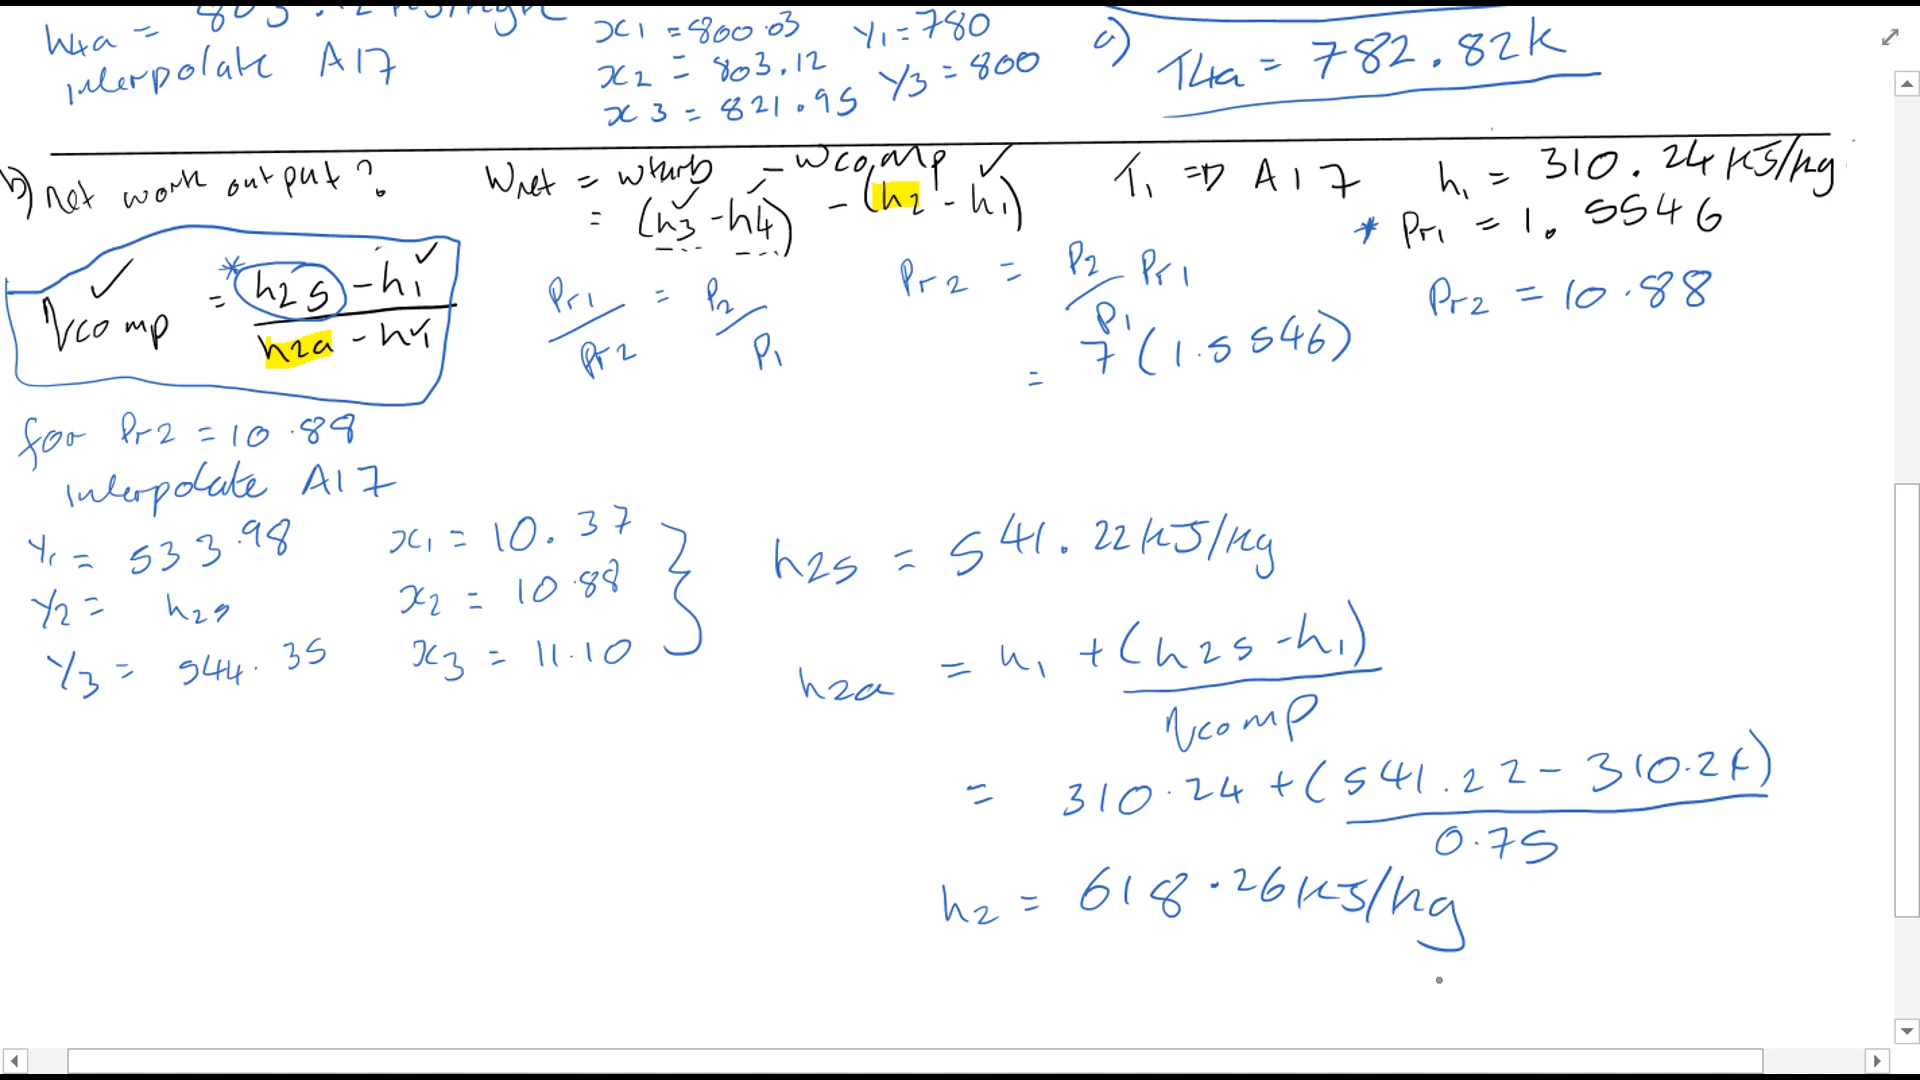 h4a = 803.12 kJ/kg
interpolate A17
x1 = 800.03 Y1 = 780
x2 = 803.12
x3 = 821.95 Y3 = 800
a) T4a = 782.82k
b) net work output?
Wnet = wturb - wcomp
= (h3 - h4) - (h2 - h1)
T1 => A17 h1 = 310.24 KJ/kg
* Pr1 = 1.5546
ηcomp = * h2s - h1 / h2a - h1
Pr1 / Pr2 = P2 / P1
Pr2 = P2 / P1 Pr1
= 7 (1.5546)
Pr2 = 10.88
for Pr2 = 10.88
interpolate A17
Y1 = 533.98 x1 = 10.37
Y2 = h2s x2 = 10.88
Y3 = 544.35 x3 = 11.10
h2s = 541.22 kJ/kg
h2a = h1 + (h2s - h1) / ηcomp
= 310.24 + (541.22 - 310.24) / 0.75
h2 = 618.26 kJ/kg